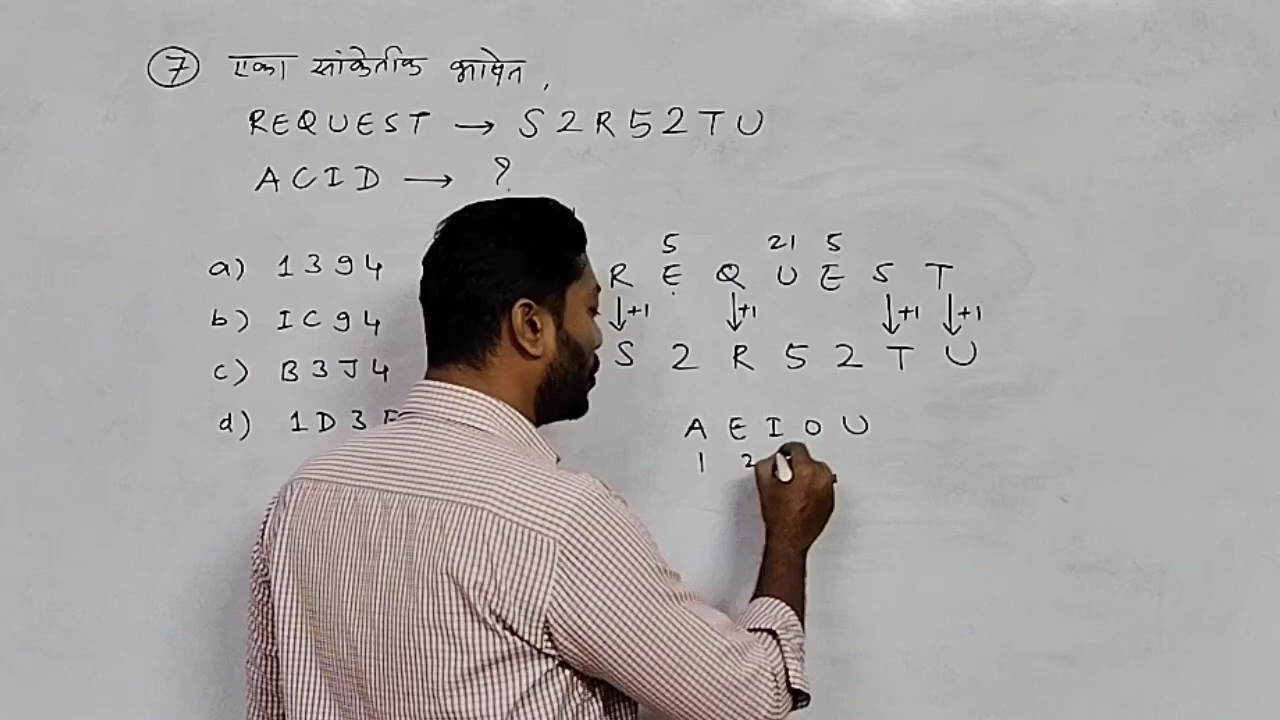 7 एका सांकेतीक भाषेत,
REQUEST → S2R52TU
ACID → ?
a) 1394
b) IC94
c) B3J4
d) 1D3E
5 21 5
R E Q U E S T
↓+1 ↓+1 ↓+1 ↓+1
S 2 R 5 2 T U
A E I O U
1 2